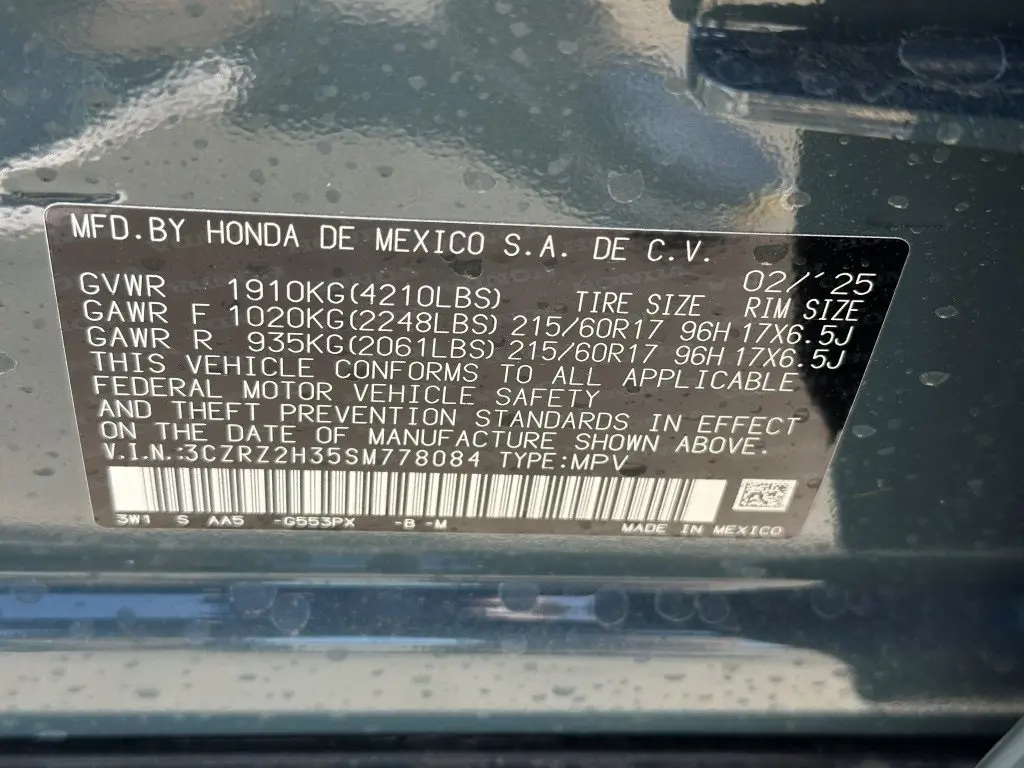 MFD.BY HONDA DE MEXICO S.A. DE C.V.
02/'25
GVWR 1910KG(4210LBS) TIRE SIZE RIM SIZE
GAWR F 1020KG(2248LBS) 215/60R17 96H 17X6.5J
GAWR R 935KG(2061LBS) 215/60R17 96H 17X6.5J
THIS VEHICLE CONFORMS TO ALL APPLICABLE
FEDERAL MOTOR VEHICLE SAFETY
AND THEFT PREVENTION STANDARDS IN EFFECT
ON THE DATE OF MANUFACTURE SHOWN ABOVE.
V.I.N.:3CZRZ2H35SM778084 TYPE:MPV
3W1 S AA5 -G553PX -B -M MADE IN MEXICO